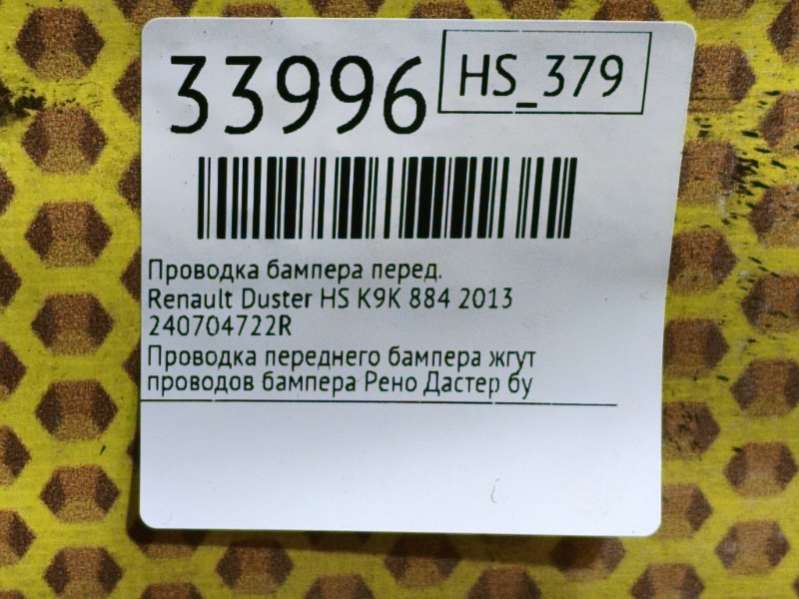 33996
HS_379
Проводка бампера перед.
Renault Duster HS K9K 884 2013
240704722R
Проводка переднего бампера жгут
проводов бампера Рено Дастер бу